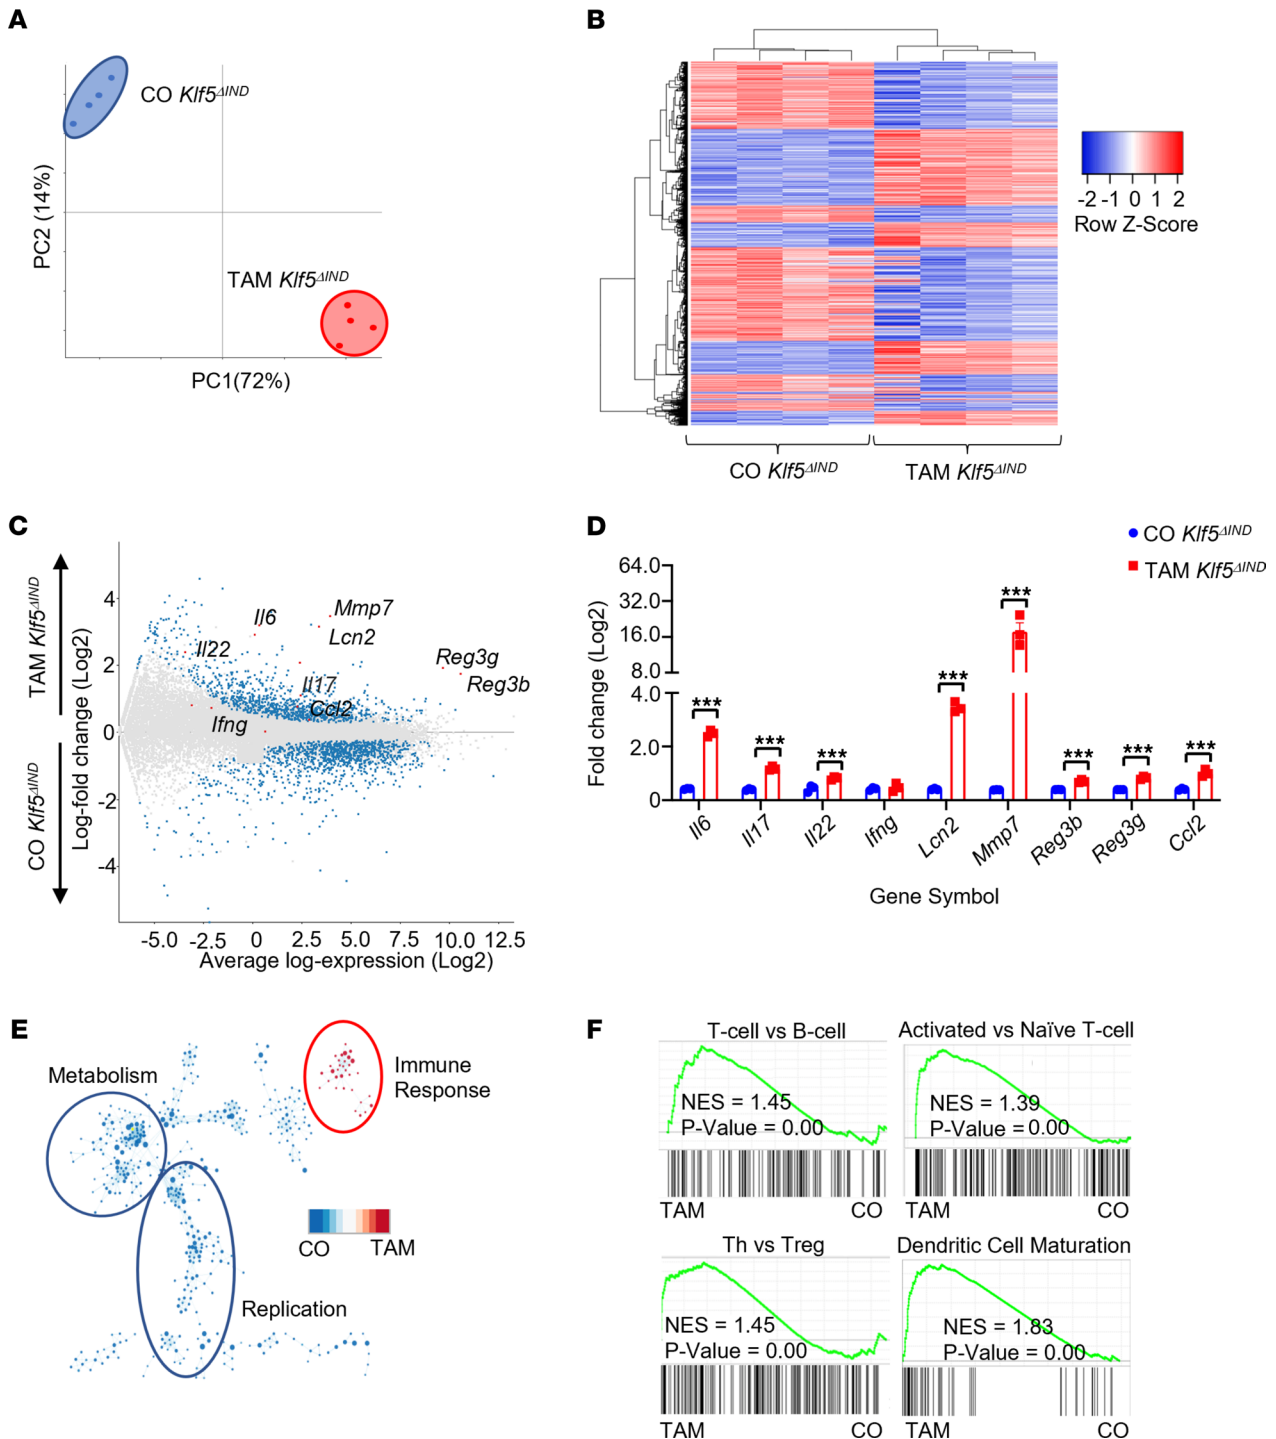 A
CO Klf5ΔIND
TAM Klf5ΔIND
PC2 (14%)
PC1(72%)
B
-2 -1 0 1 2
Row Z-Score
CO Klf5ΔIND
TAM Klf5ΔIND
C
TAM Klf5ΔIND
CO Klf5ΔIND
Log-fold change (Log2)
4
2
0
-2
-4
Il6
Mmp7
Lcn2
Il22
Reg3g
Reg3b
Il17
Ccl2
Ifng
-5.0 -2.5 0 2.5 5.0 7.5 10.0 12.5
Average log-expression (Log2)
D
CO Klf5ΔIND
TAM Klf5ΔIND
Fold change (Log2)
64.0
32.0
16.0
8.0
4.0
2.0
0
*** *** *** *** *** *** *** ***
Il6 Il17 Il22 Ifng Lcn2 Mmp7 Reg3b Reg3g Ccl2
Gene Symbol
E
Metabolism
Immune
Response
CO TAM
Replication
F
T-cell vs B-cell
NES = 1.45
P-Value = 0.00
TAM CO
Activated vs Naïve T-cell
NES = 1.39
P-Value = 0.00
TAM CO
Th vs Treg
NES = 1.45
P-Value = 0.00
TAM CO
Dendritic Cell Maturation
NES = 1.83
P-Value = 0.00
TAM CO